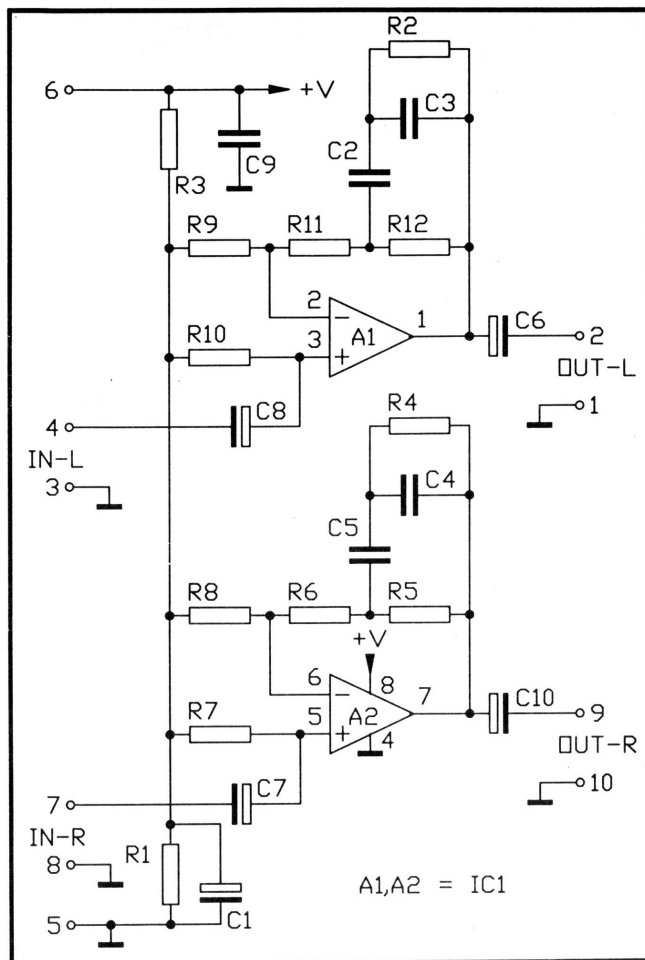 R2
6
+V
C3
R3
C9
C2
R9
R11
R12
2
3
1
A1
C6
2
OUT-L
1
R10
C8
4
IN-L
3
R4
C4
C5
R8
R6
R5
+V
6
8
7
5
A2
4
C10
9
OUT-R
10
R7
C7
7
IN-R
8
R1
C1
5
A1,A2 = IC1